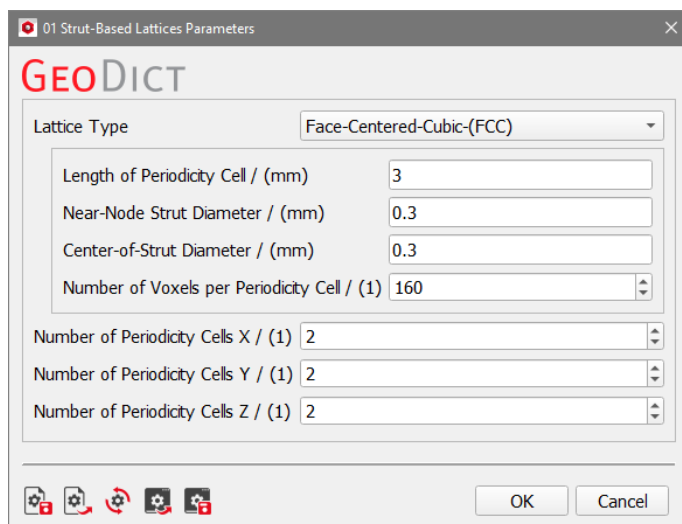 01 Strut-Based Lattices Parameters
GEODICT
Lattice Type Face-Centered-Cubic-(FCC)
Length of Periodicity Cell / (mm) 3
Near-Node Strut Diameter / (mm) 0.3
Center-of-Strut Diameter / (mm) 0.3
Number of Voxels per Periodicity Cell / (1) 160
Number of Periodicity Cells X / (1) 2
Number of Periodicity Cells Y / (1) 2
Number of Periodicity Cells Z / (1) 2
OK Cancel